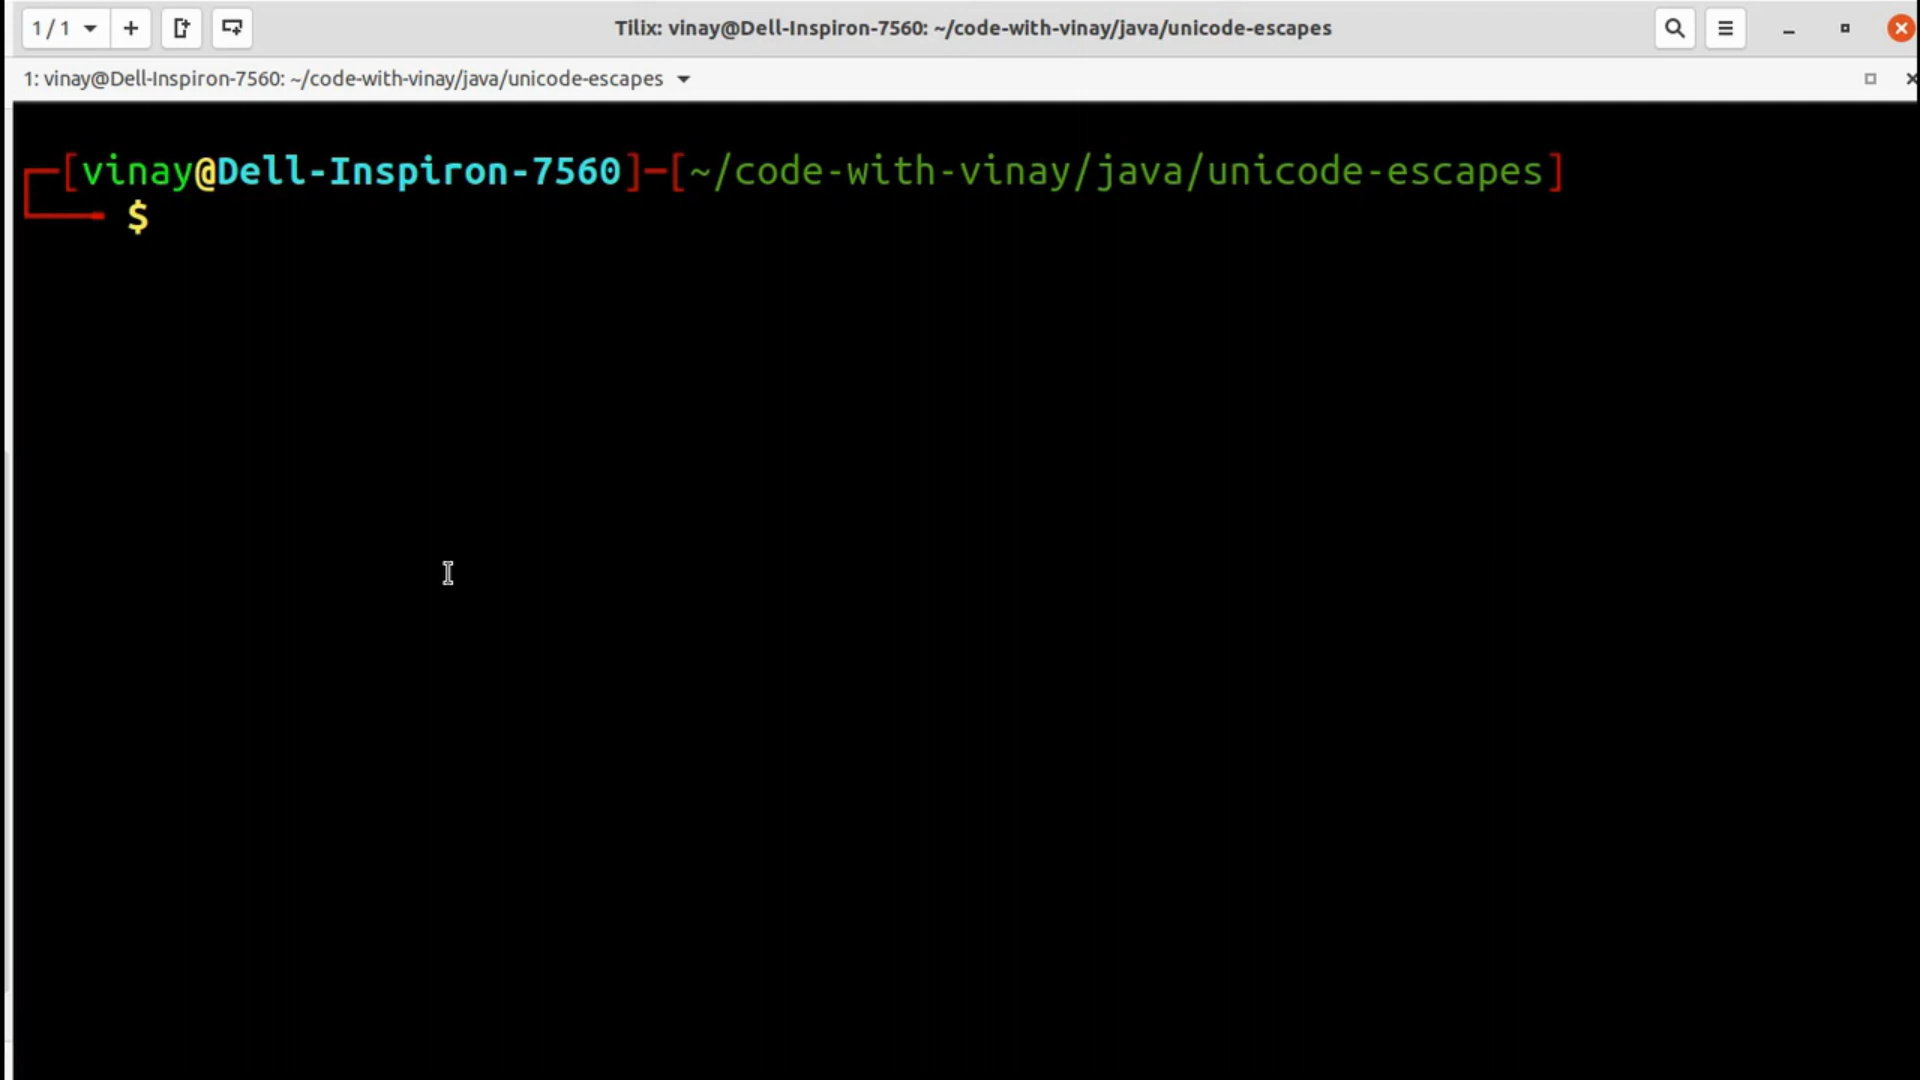 1 / 1
Tilix: vinay@Dell-Inspiron-7560: ~/code-with-vinay/java/unicode-escapes
1: vinay@Dell-Inspiron-7560: ~/code-with-vinay/java/unicode-escapes
[vinay@Dell-Inspiron-7560]-[~/code-with-vinay/java/unicode-escapes]
$